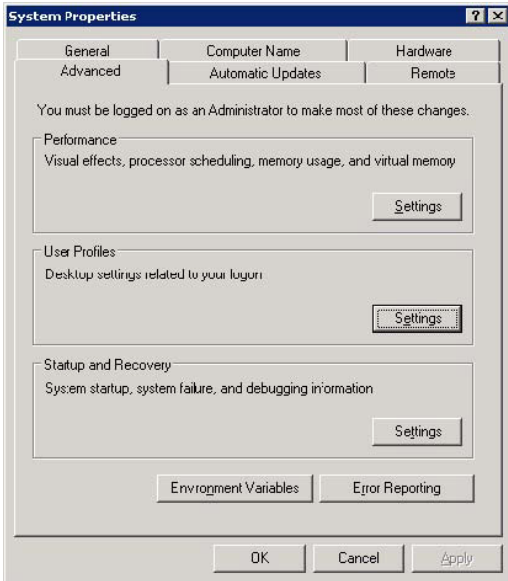 System Properties
? X
General Computer Name Hardware
Advanced Automatic Updates Remote
You must be logged on as an Administrator to make most of these changes.
Performance
Visual effects, processor scheduling, memory usage, and virtual memory
Settings
User Profiles
Desktop settings related to your logon
Settings
Startup and Recovery
System startup, system failure, and debugging information
Settings
Environment Variables Error Reporting
OK Cancel Apply